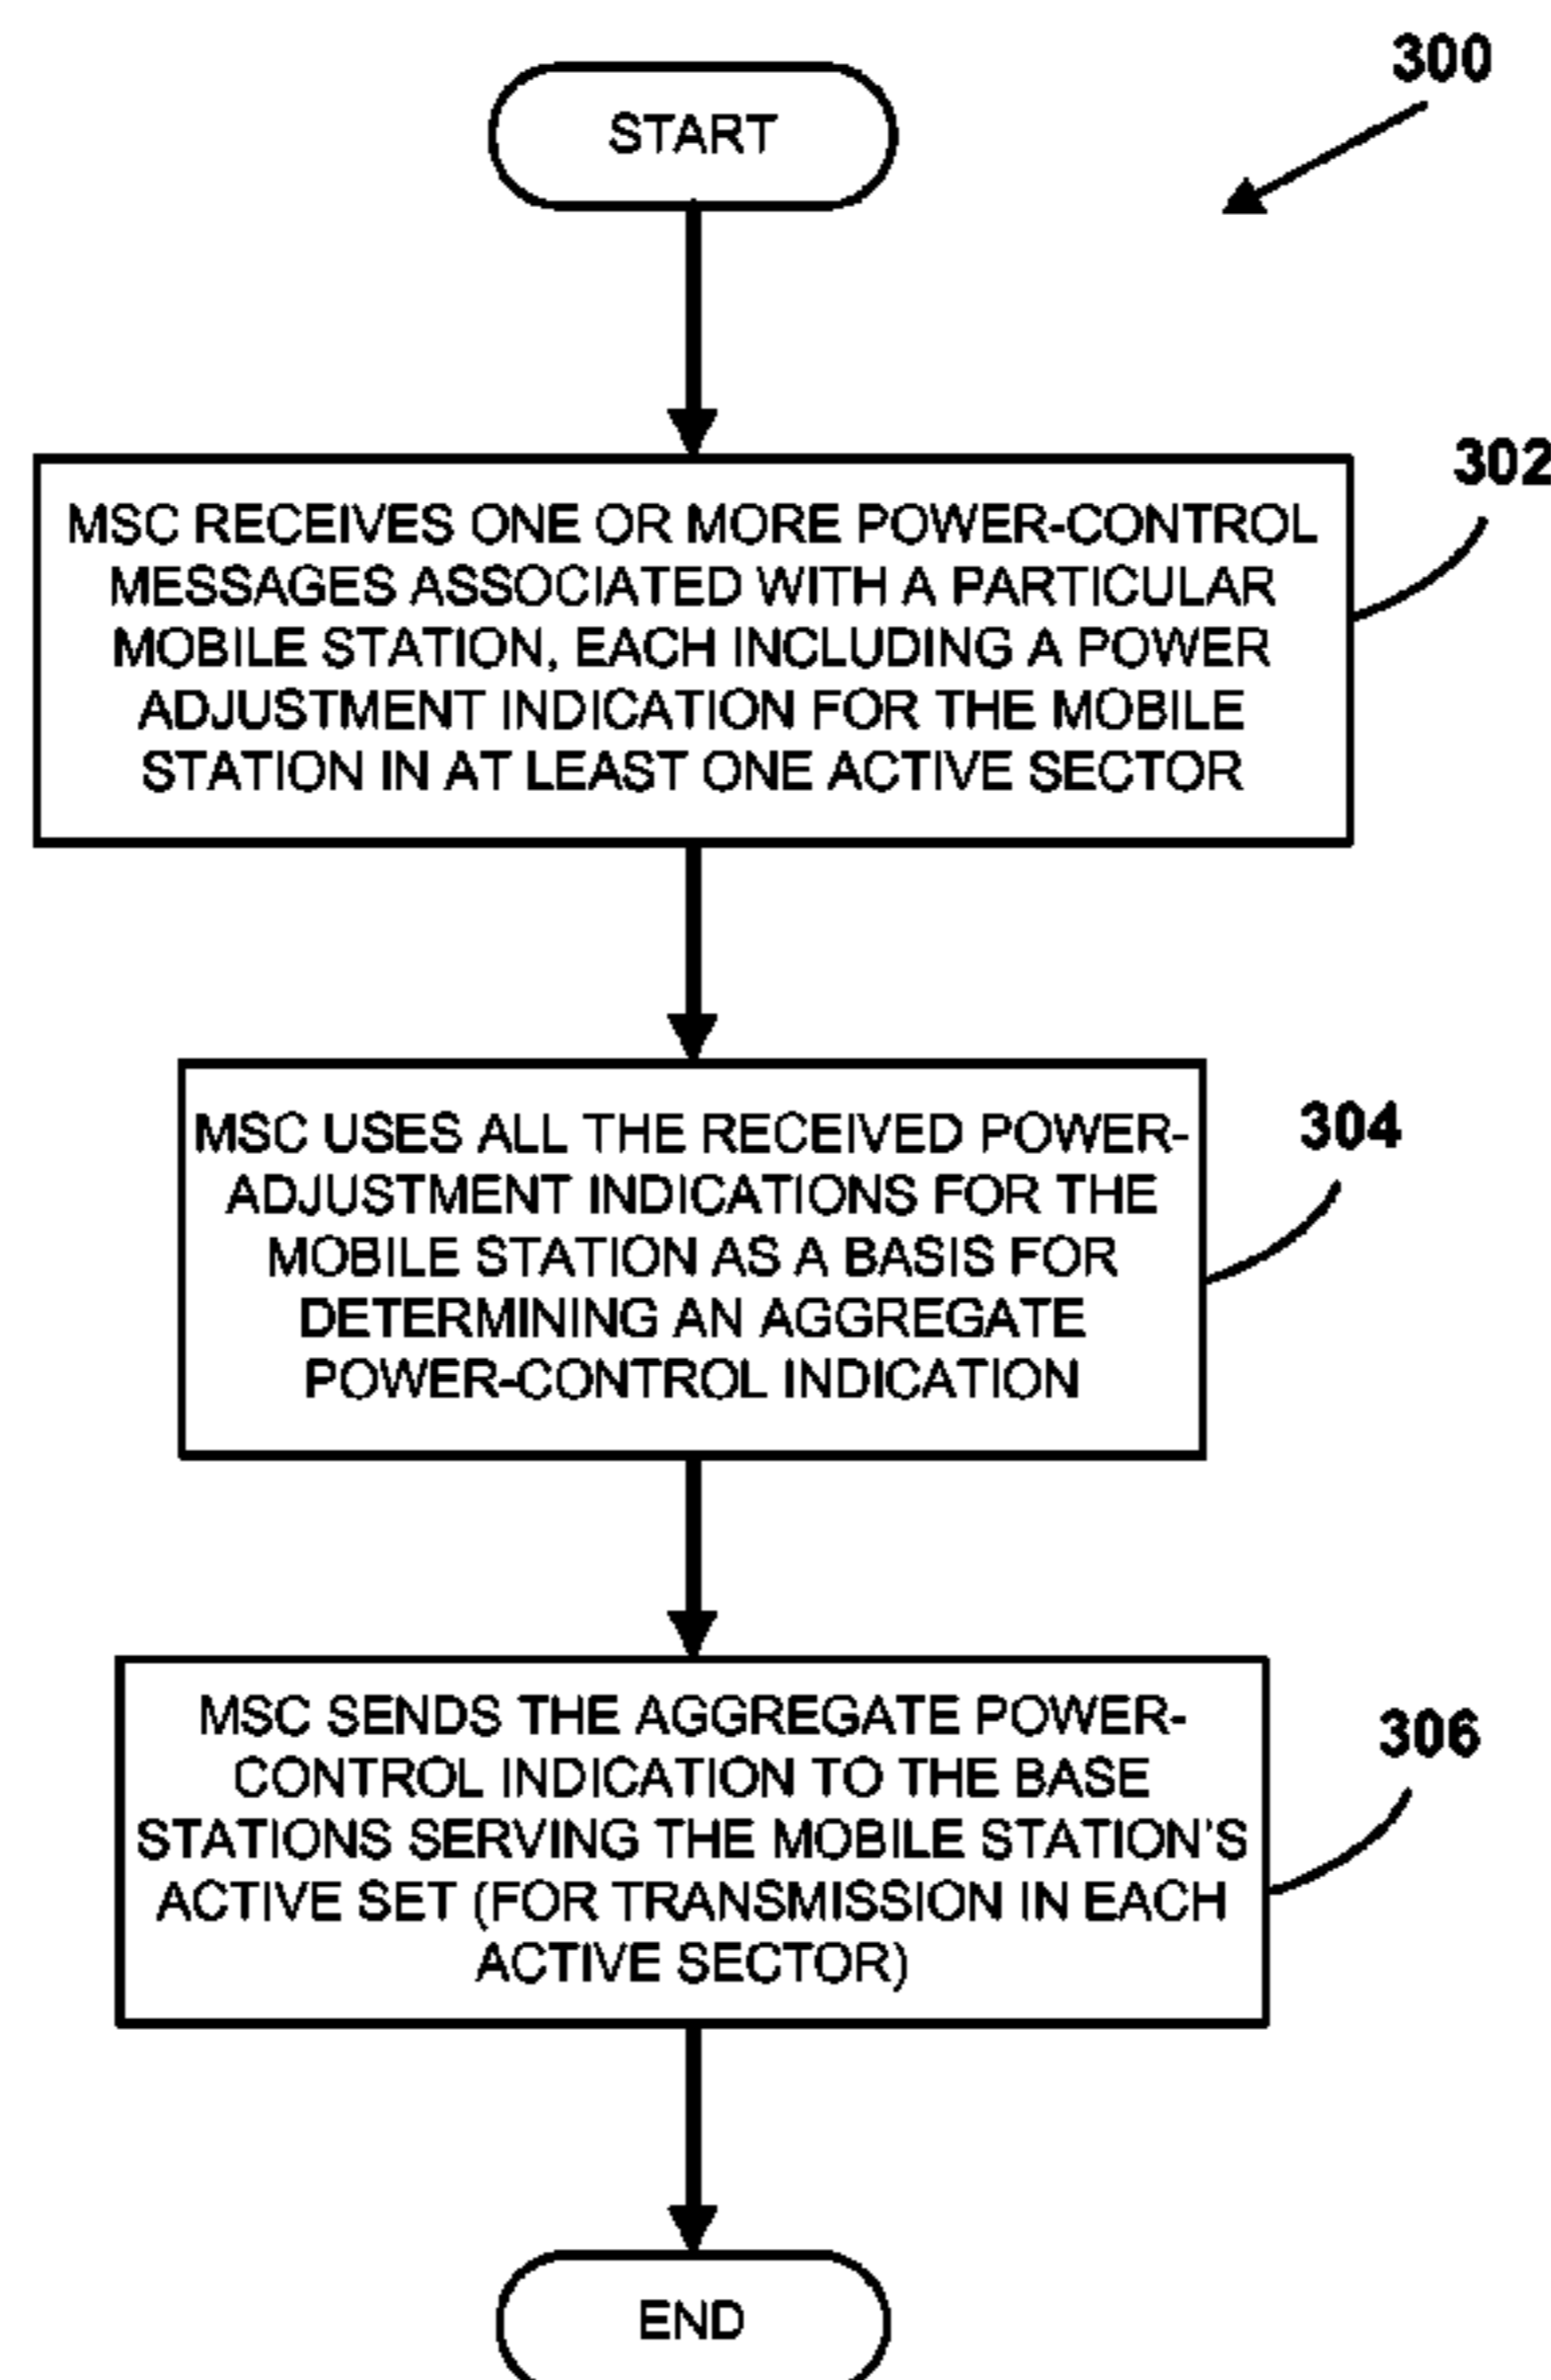 300
START
302
MSC RECEIVES ONE OR MORE POWER-CONTROL
MESSAGES ASSOCIATED WITH A PARTICULAR
MOBILE STATION, EACH INCLUDING A POWER
ADJUSTMENT INDICATION FOR THE MOBILE
STATION IN AT LEAST ONE ACTIVE SECTOR
304
MSC USES ALL THE RECEIVED POWER-
ADJUSTMENT INDICATIONS FOR THE
MOBILE STATION AS A BASIS FOR
DETERMINING AN AGGREGATE
POWER-CONTROL INDICATION
306
MSC SENDS THE AGGREGATE POWER-
CONTROL INDICATION TO THE BASE
STATIONS SERVING THE MOBILE STATION'S
ACTIVE SET (FOR TRANSMISSION IN EACH
ACTIVE SECTOR)
END